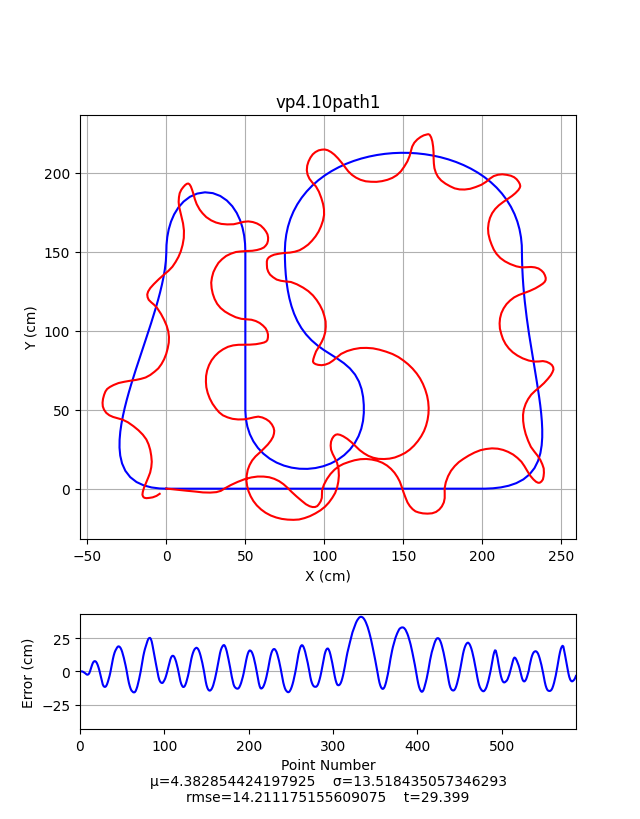 vp4.10path1
200
150
100
50
0
Y (cm)
−50 0 50 100 150 200 250
X (cm)
25
0
−25
Error (cm)
0 100 200 300 400 500
Point Number
μ=4.382854424197925 σ=13.518435057346293
rmse=14.211175155609075 t=29.399